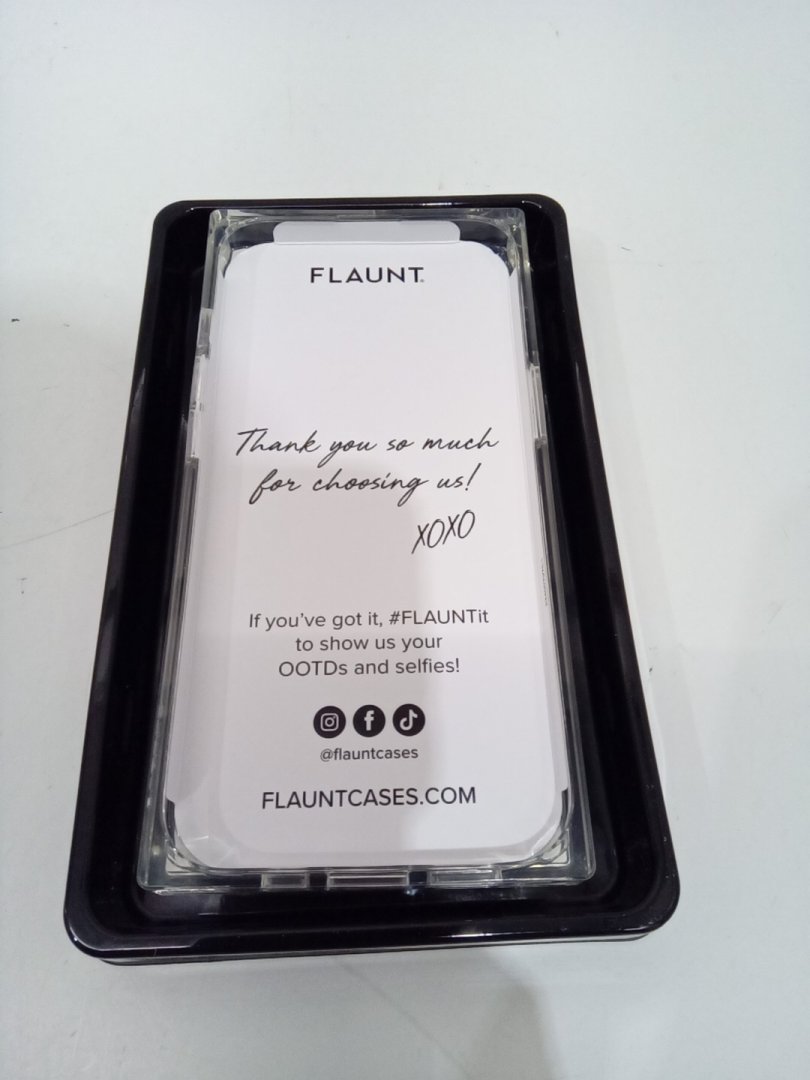 FLAUNT®
Thank you so much
for choosing us!
XOXO
If you've got it, #FLAUNTit
to show us your
OOTDs and selfies!
@flauntcases
FLAUNTCASES.COM